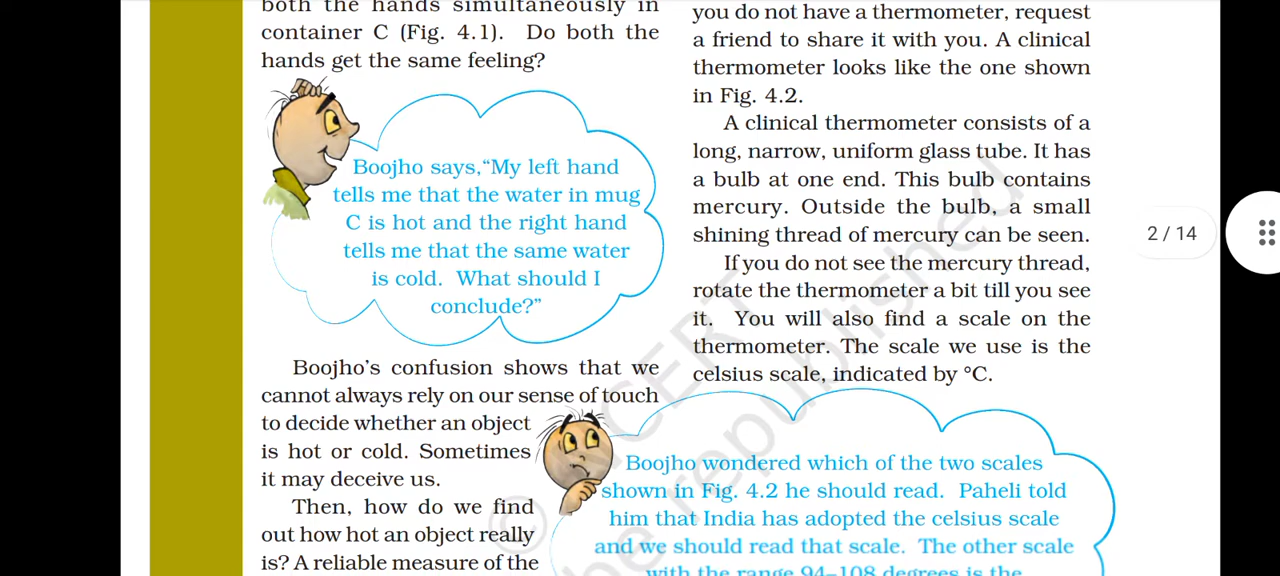 both the hands simultaneously in
container C (Fig. 4.1). Do both the
hands get the same feeling?
Boojho says,“My left hand
tells me that the water in mug
C is hot and the right hand
tells me that the same water
is cold. What should I
conclude?”
Boojho’s confusion shows that we
cannot always rely on our sense of touch
to decide whether an object
is hot or cold. Sometimes
it may deceive us.
Then, how do we find
out how hot an object really
is? A reliable measure of the
you do not have a thermometer, request
a friend to share it with you. A clinical
thermometer looks like the one shown
in Fig. 4.2.
A clinical thermometer consists of a
long, narrow, uniform glass tube. It has
a bulb at one end. This bulb contains
mercury. Outside the bulb, a small
shining thread of mercury can be seen.
If you do not see the mercury thread,
rotate the thermometer a bit till you see
it. You will also find a scale on the
thermometer. The scale we use is the
celsius scale, indicated by °C.
Boojho wondered which of the two scales
shown in Fig. 4.2 he should read. Paheli told
him that India has adopted the celsius scale
and we should read that scale. The other scale
with the range 94–108 degrees is the
2 / 14
© NCERT
be republished